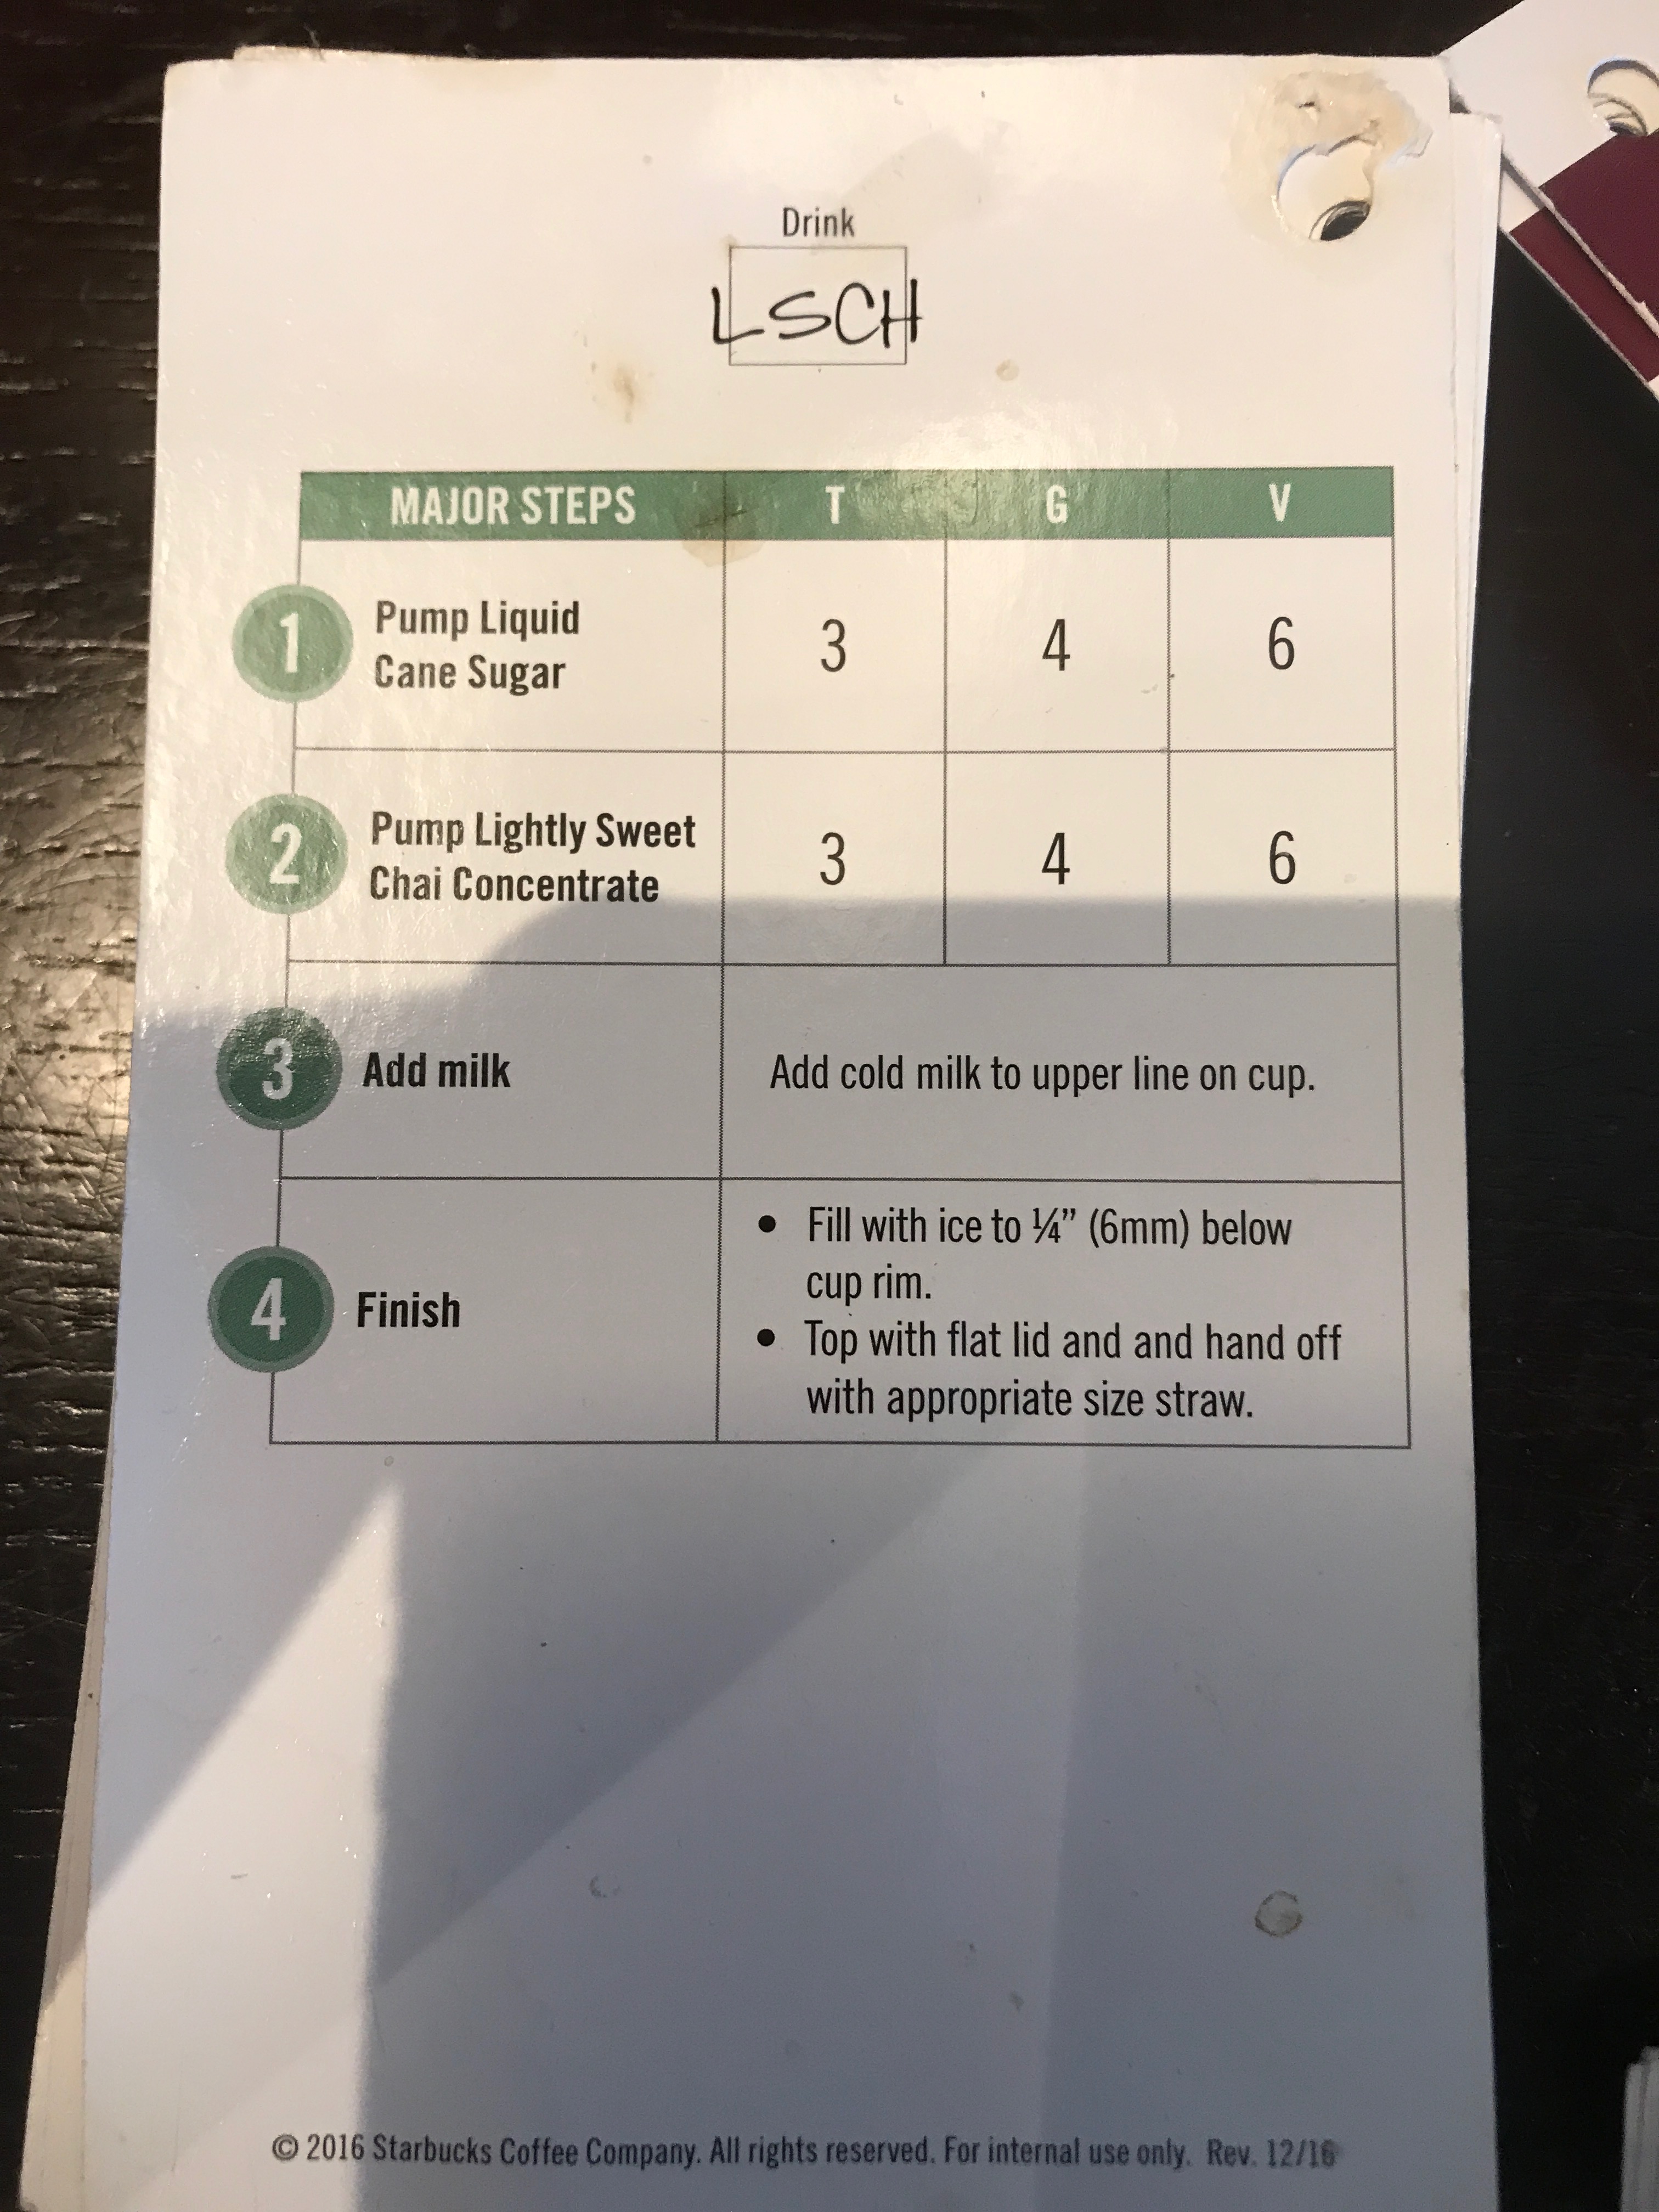 Drink
LSCH
MAJOR STEPS T G V
1 Pump Liquid
Cane Sugar 3 4 6
2 Pump Lightly Sweet
Chai Concentrate 3 4 6
3 Add milk Add cold milk to upper line on cup.
4 Finish
• Fill with ice to ¼” (6mm) below
cup rim.
• Top with flat lid and and hand off
with appropriate size straw.
© 2016 Starbucks Coffee Company. All rights reserved. For internal use only. Rev. 12/16